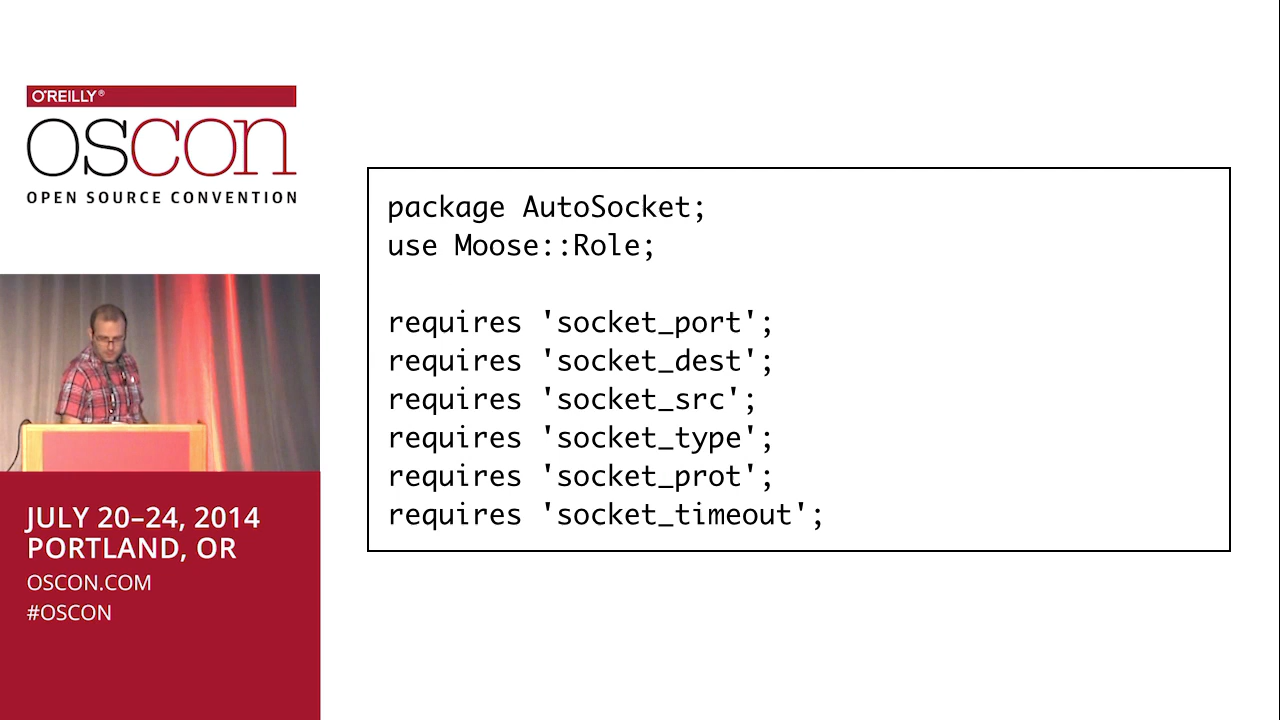 O'REILLY®
OSCON
OPEN SOURCE CONVENTION
JULY 20–24, 2014
PORTLAND, OR
OSCON.COM
#OSCON
package AutoSocket;
use Moose::Role;
requires 'socket_port';
requires 'socket_dest';
requires 'socket_src';
requires 'socket_type';
requires 'socket_prot';
requires 'socket_timeout';